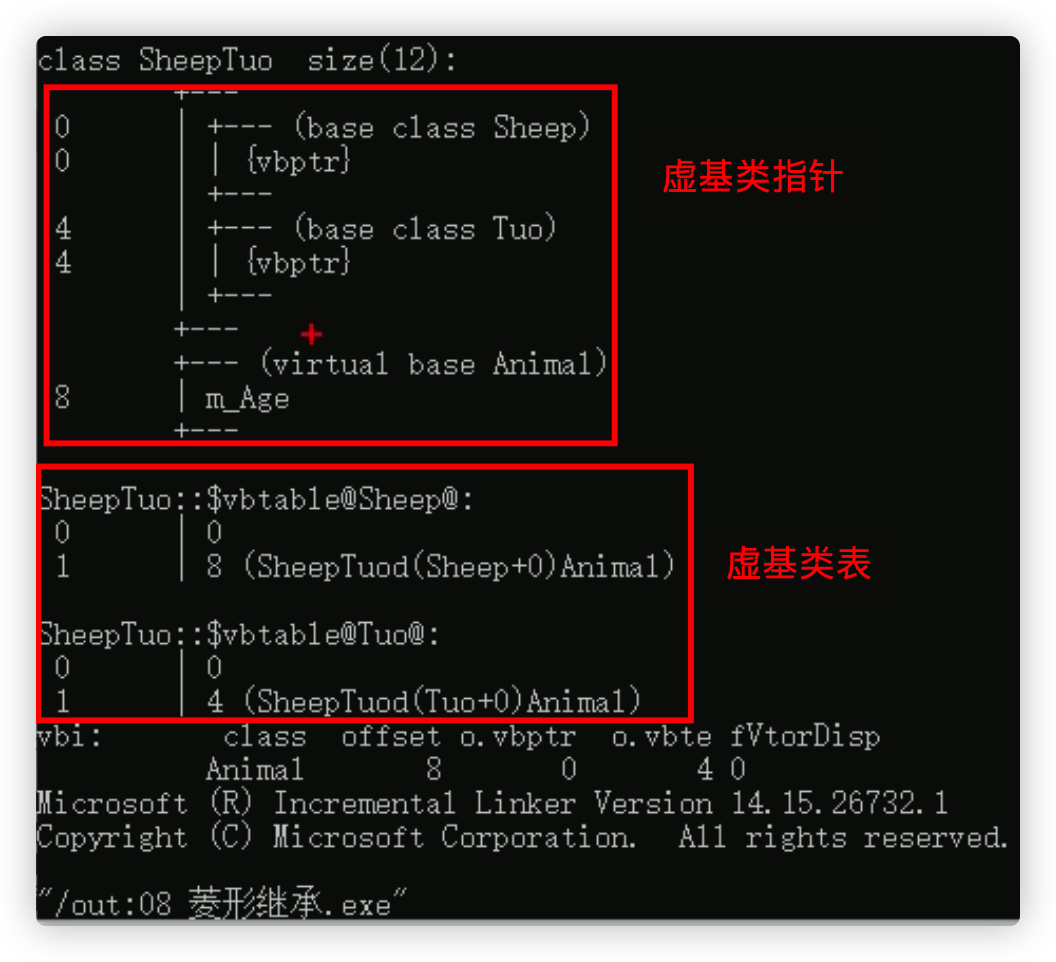 class SheepTuo  size(12):
        +---
0       | +--- (base class Sheep)
0       | | {vbptr}
        | +---
4       | +--- (base class Tuo)
4       | | {vbptr}
        | +---
        +---
        +--- (virtual base Animal)
8       | m_Age
        +---
虚基类指针
SheepTuo::$vbtable@Sheep@:
0       | 0
1       | 8 (SheepTuod(Sheep+0)Animal)
SheepTuo::$vbtable@Tuo@:
0       | 0
1       | 4 (SheepTuod(Tuo+0)Animal)
虚基类表
vbi:       class  offset o.vbptr  o.vbte fVtorDisp
          Animal       8       0       4 0
Microsoft (R) Incremental Linker Version 14.15.26732.1
Copyright (C) Microsoft Corporation.  All rights reserved.
"/out:08 菱形继承.exe"